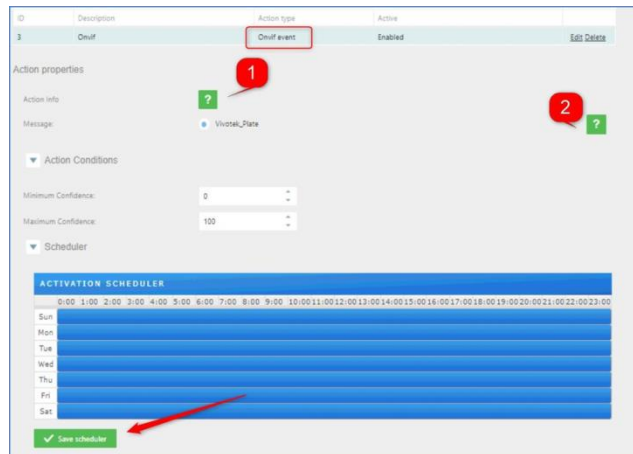 ID Description Action type Active
3 Onvif Onvif event Enabled Edit Delete
Action properties
1
Action Info ?
2
Message: Vivotek_Plate ?
Action Conditions
Minimum Confidence: 0
Maximum Confidence: 100
Scheduler
ACTIVATION SCHEDULER
0:00 1:00 2:00 3:00 4:00 5:00 6:00 7:00 8:00 9:00 10:00 11:00 12:00 13:00 14:00 15:00 16:00 17:00 18:00 19:00 20:00 21:00 22:00 23:00
Sun
Mon
Tue
Wed
Thu
Fri
Sat
Save scheduler